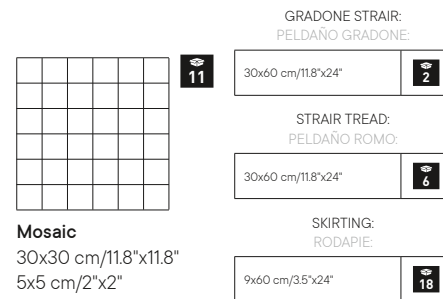 11
Mosaic
30x30 cm/11.8"x11.8"
5x5 cm/2"x2"
GRADONE STRAIR:
PELDAÑO GRADONE:
30x60 cm/11.8"x24"
2
STRAIR TREAD:
PELDAÑO ROMO:
30x60 cm/11.8"x24"
6
SKIRTING:
RODAPIE:
9x60 cm/3.5"x24"
18